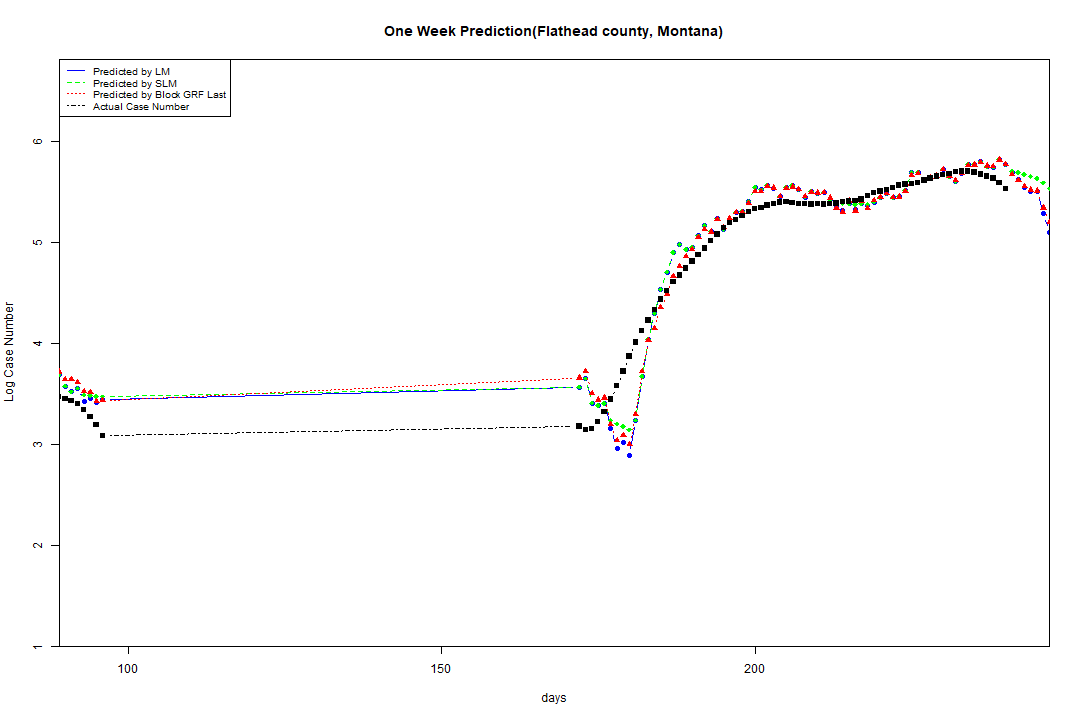 One Week Prediction(Flathead county, Montana)
Predicted by LM
Predicted by SLM
Predicted by Block GRF Last
Actual Case Number
6
5
4
3
2
1
Log Case Number
100 150 200
days